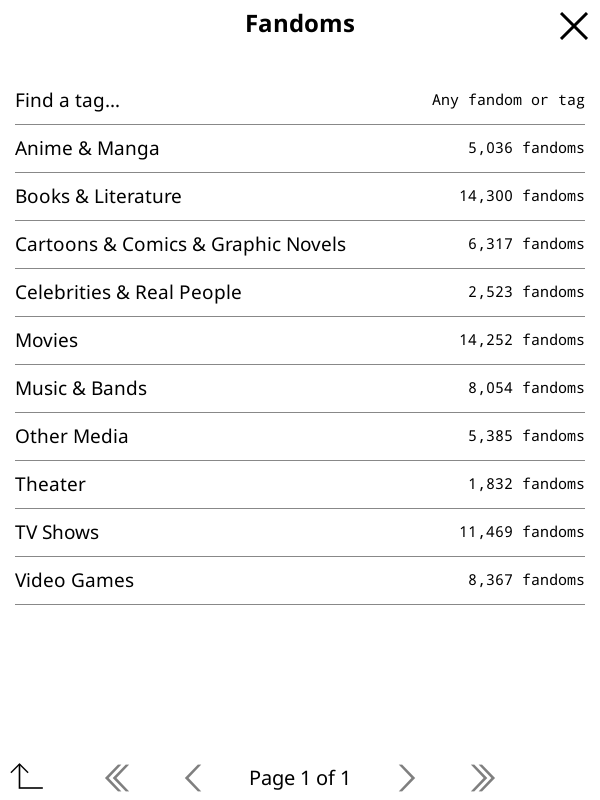 Fandoms
Find a tag... Any fandom or tag
Anime & Manga 5,036 fandoms
Books & Literature 14,300 fandoms
Cartoons & Comics & Graphic Novels 6,317 fandoms
Celebrities & Real People 2,523 fandoms
Movies 14,252 fandoms
Music & Bands 8,054 fandoms
Other Media 5,385 fandoms
Theater 1,832 fandoms
TV Shows 11,469 fandoms
Video Games 8,367 fandoms
Page 1 of 1